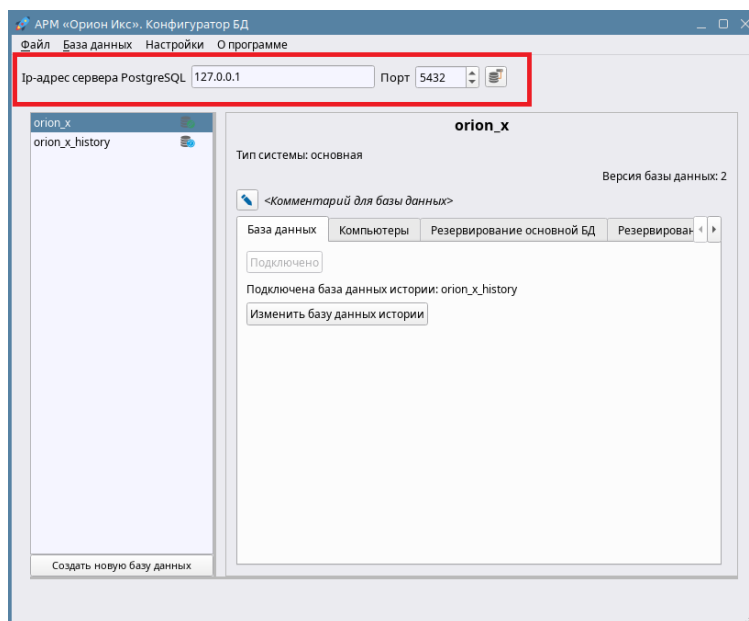 АРМ «Орион Икс». Конфигуратор БД
Файл База данных Настройки О программе
Ip-адрес сервера PostgreSQL 127.0.0.1 Порт 5432
orion_x
orion_x_history
orion_x
Тип системы: основная
Версия базы данных: 2
<Комментарий для базы данных>
База данных Компьютеры Резервирование основной БД Резервирован
Подключено
Подключена база данных истории: orion_x_history
Изменить базу данных истории
Создать новую базу данных